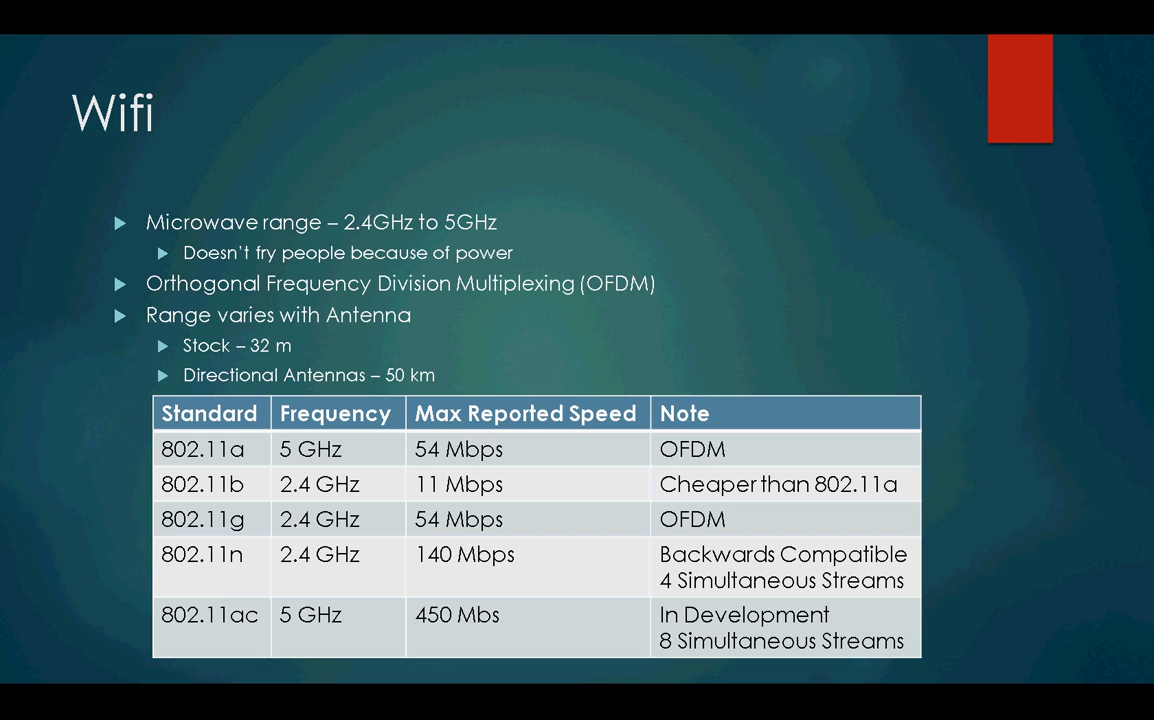 Wifi
Microwave range – 2.4GHz to 5GHz
Doesn't fry people because of power
Orthogonal Frequency Division Multiplexing (OFDM)
Range varies with Antenna
Stock – 32 m
Directional Antennas – 50 km
Standard Frequency Max Reported Speed Note
802.11a 5 GHz 54 Mbps OFDM
802.11b 2.4 GHz 11 Mbps Cheaper than 802.11a
802.11g 2.4 GHz 54 Mbps OFDM
802.11n 2.4 GHz 140 Mbps Backwards Compatible
4 Simultaneous Streams
802.11ac 5 GHz 450 Mbs In Development
8 Simultaneous Streams